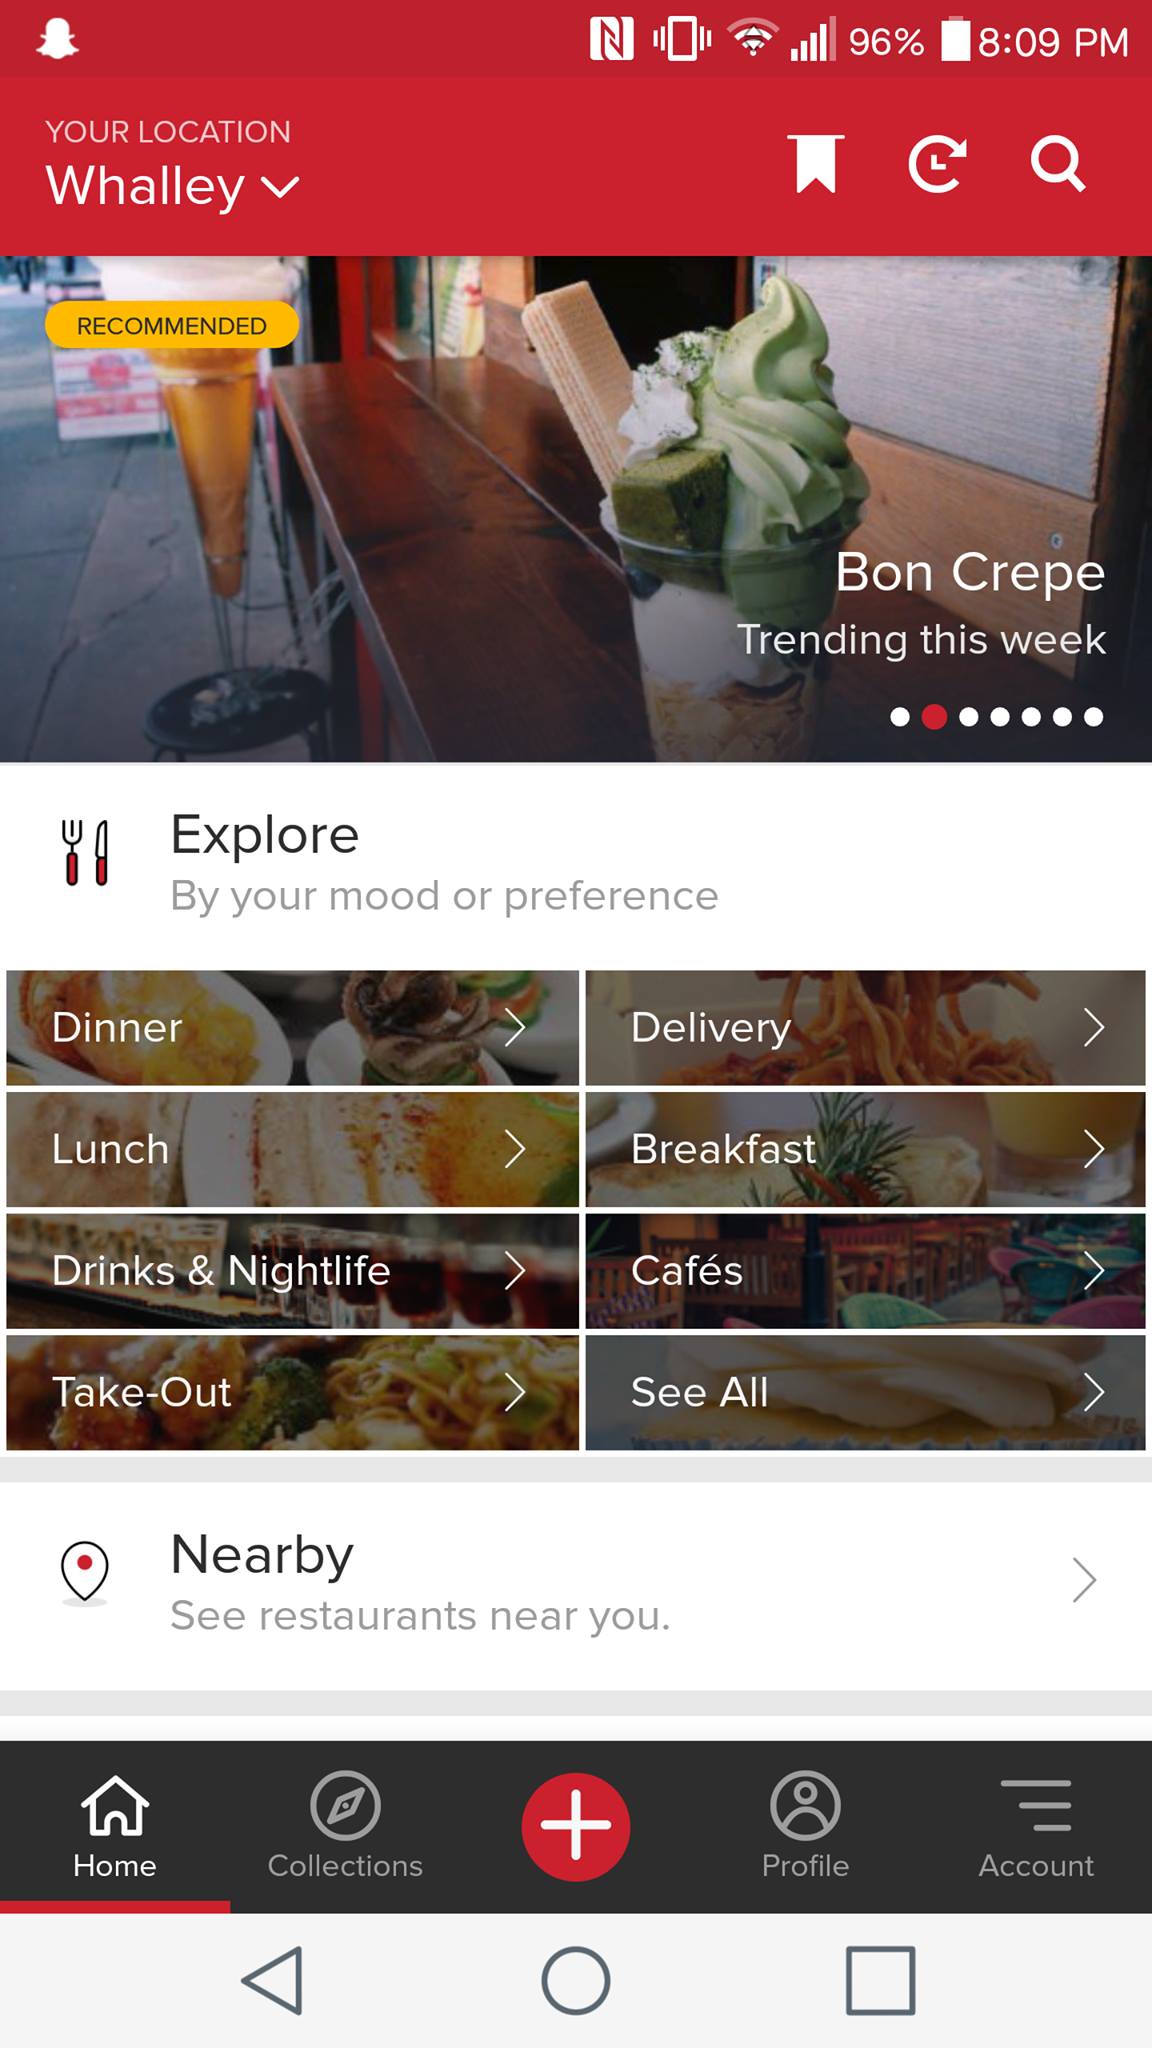 96% 8:09 PM
YOUR LOCATION
Whalley
RECOMMENDED
Bon Crepe
Trending this week
Explore
By your mood or preference
Dinner
Delivery
Lunch
Breakfast
Drinks & Nightlife
Cafés
Take-Out
See All
Nearby
See restaurants near you.
Home
Collections
Profile
Account